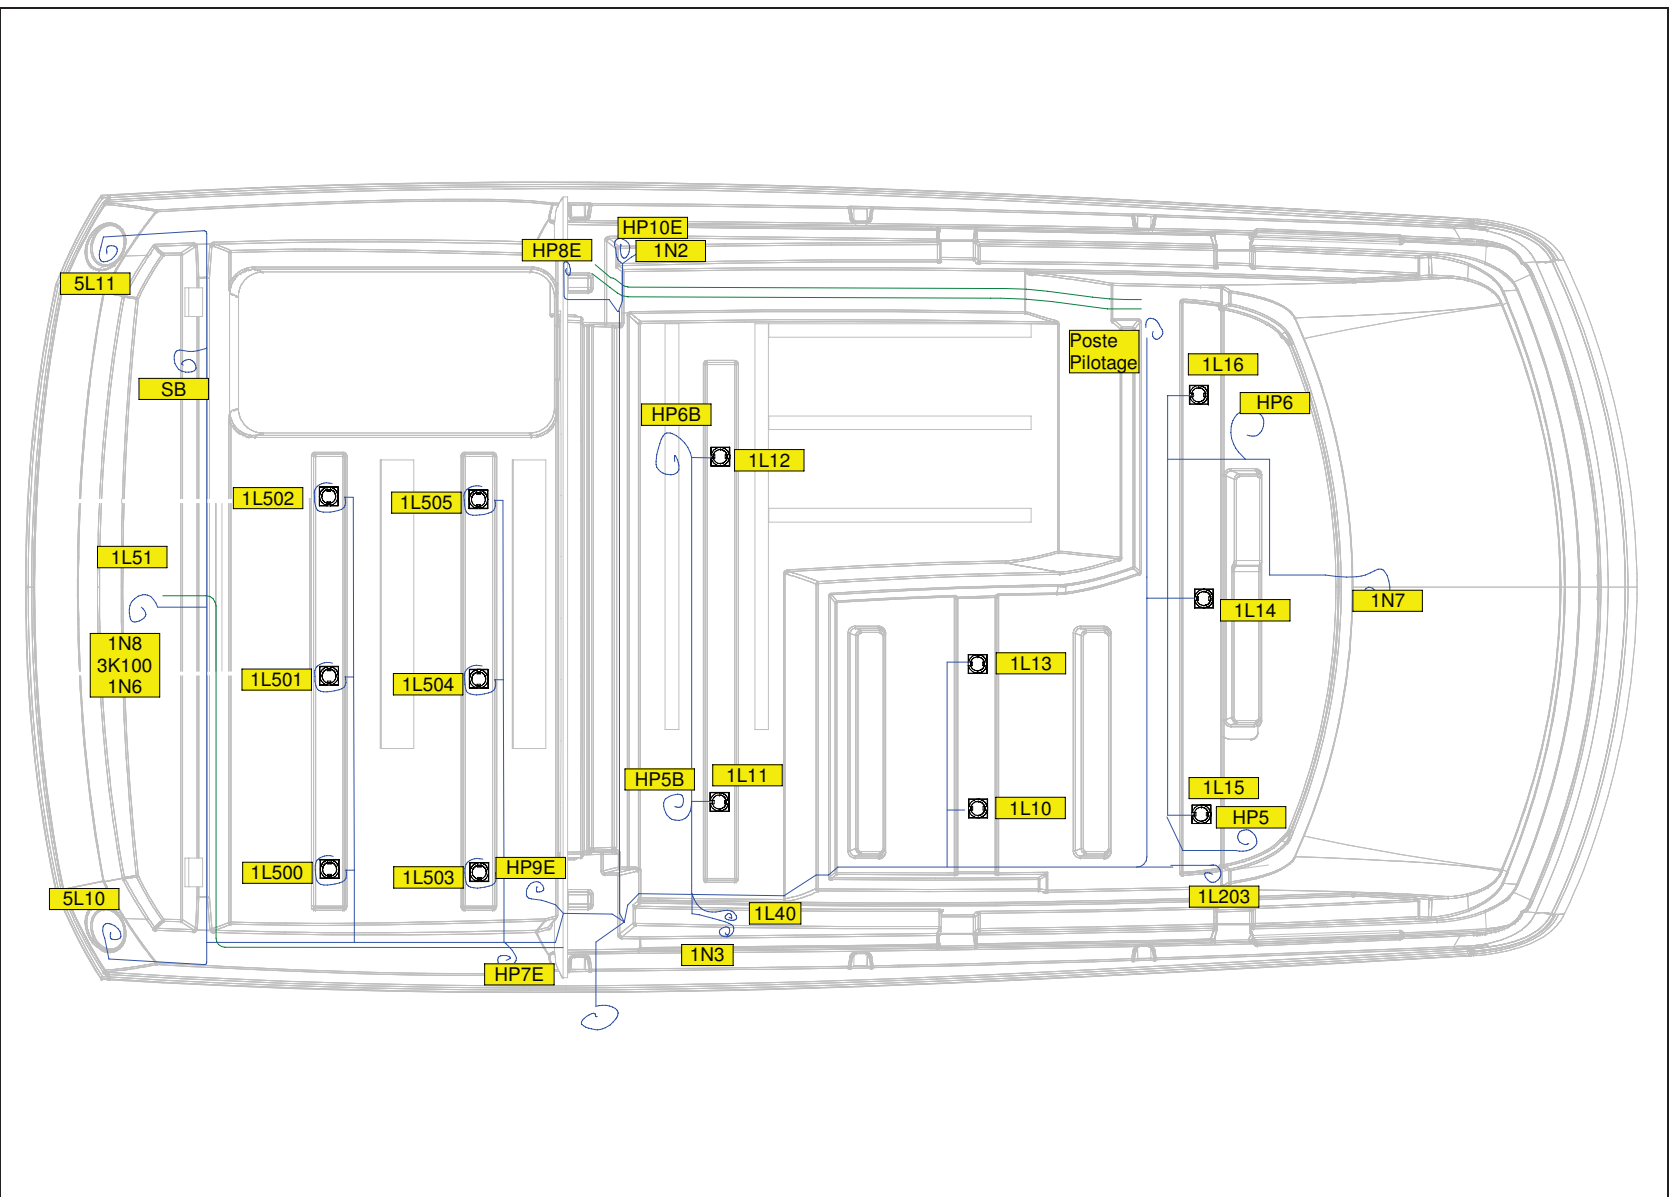 HP10E
HP8E
1N2
5L11
Poste
Pilotage
1L16
SB
HP6
HP6B
1L12
1L502
1L505
1L51
1N7
1L14
1N8
3K100
1N6
1L13
1L501
1L504
HP5B
1L11
1L15
1L10
HP5
HP9E
1L500
1L503
5L10
1L203
1L40
1N3
HP7E